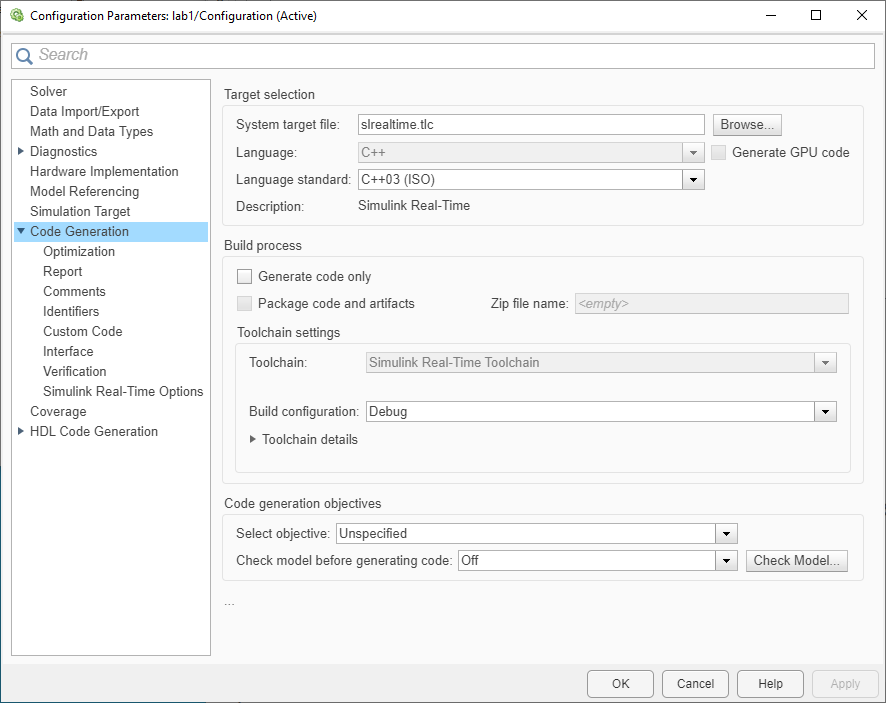 Configuration Parameters: lab1/Configuration (Active)
Search
Solver
Data Import/Export
Math and Data Types
Diagnostics
Hardware Implementation
Model Referencing
Simulation Target
Code Generation
Optimization
Report
Comments
Identifiers
Custom Code
Interface
Verification
Simulink Real-Time Options
Coverage
HDL Code Generation
Target selection
System target file: slrealtime.tlc Browse...
Language: C++ Generate GPU code
Language standard: C++03 (ISO)
Description: Simulink Real-Time
Build process
Generate code only
Package code and artifacts Zip file name: <empty>
Toolchain settings
Toolchain: Simulink Real-Time Toolchain
Build configuration: Debug
Toolchain details
Code generation objectives
Select objective: Unspecified
Check model before generating code: Off Check Model...
...
OK Cancel Help Apply